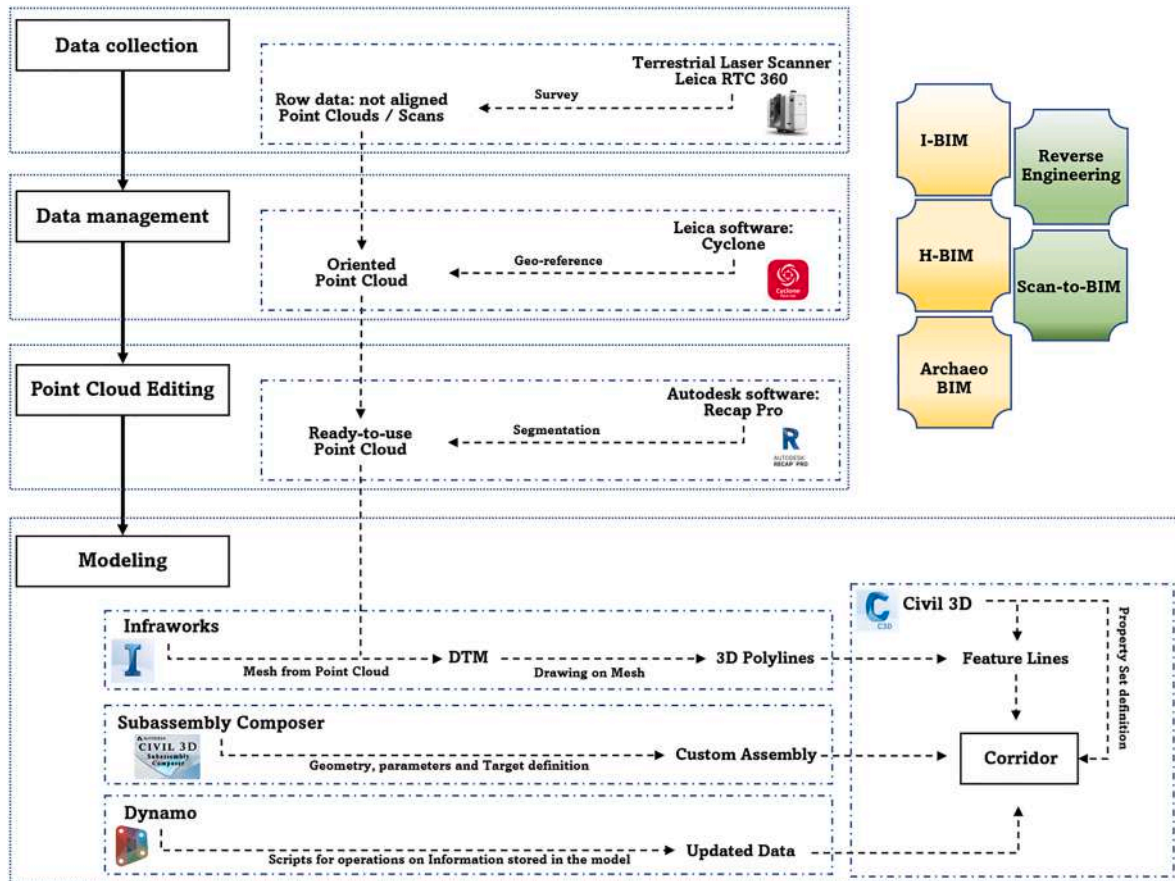 Data collection
Terrestrial Laser Scanner
Leica RTC 360
Survey
Row data: not aligned
Point Clouds / Scans
Data management
Leica software:
Cyclone
Geo-reference
Oriented
Point Cloud
Cyclone
Point Cloud Editing
Autodesk software:
Recap Pro
Segmentation
Ready-to-use
Point Cloud
R
AUTODESK
RECAP PRO
I-BIM
Reverse
Engineering
H-BIM
Scan-to-BIM
Archaeo
BIM
Modeling
Infraworks
I
Mesh from Point Cloud
DTM
Drawing on Mesh
3D Polylines
C
C3D
Civil 3D
Feature Lines
Property Set definition
Subassembly Composer
AUTODESK
CIVIL 3D
Subassembly
Composer
Geometry, parameters and Target definition
Custom Assembly
Corridor
Dynamo
Scripts for operations on Information stored in the model
Updated Data